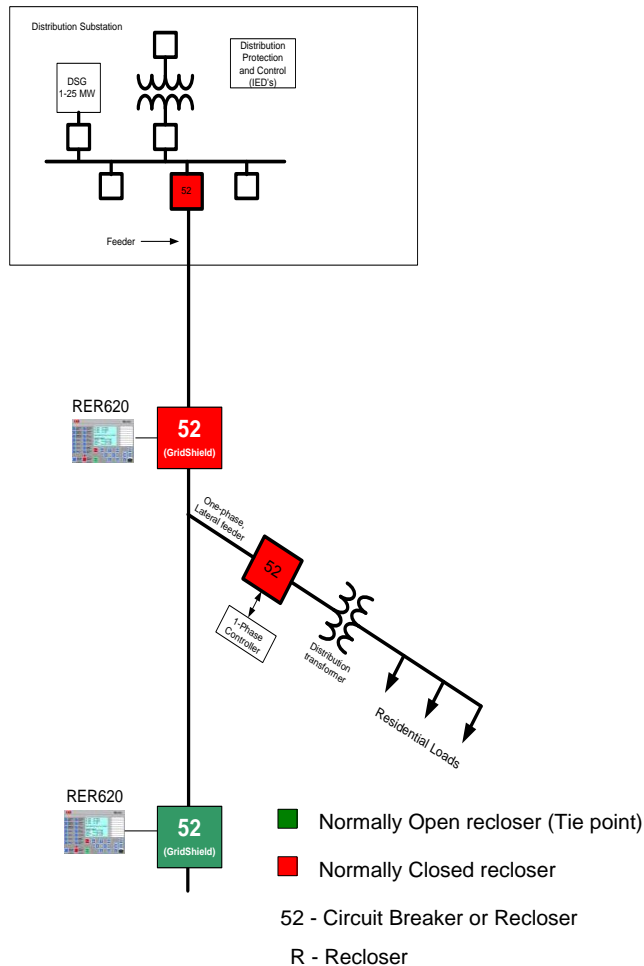 Distribution Substation
DSG
1-25 MW
Distribution
Protection
and Control
(IED's)
52
Feeder
RER620
52
(GridShield)
One-phase,
Lateral feeder
52
1-Phase
Controller
Distribution
transformer
Residential Loads
RER620
52
(GridShield)
Normally Open recloser (Tie point)
Normally Closed recloser
52 - Circuit Breaker or Recloser
R - Recloser